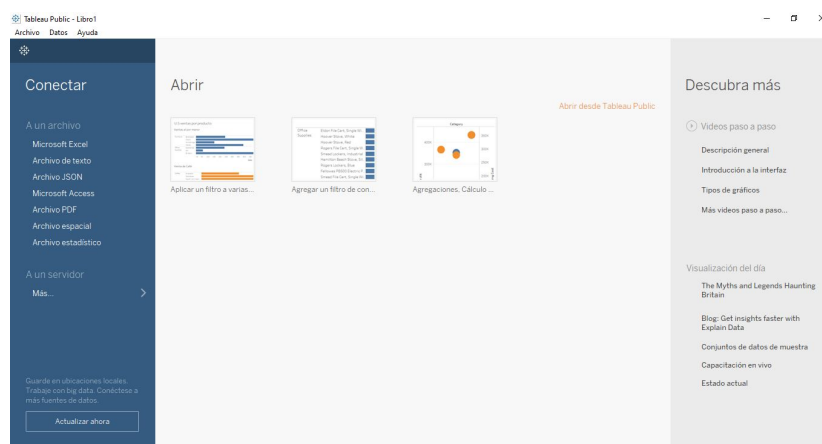 Tableau Public - Libro1
Archivo Datos Ayuda
Conectar
A un archivo
Microsoft Excel
Archivo de texto
Archivo JSON
Microsoft Access
Archivo PDF
Archivo espacial
Archivo estadístico
A un servidor
Más...
Guarde en ubicaciones locales.
Trabaje con big data. Conéctese a
más fuentes de datos.
Actualizar ahora
Abrir
Abrir desde Tableau Public
Aplicar un filtro a varias...
Agregar un filtro de con...
Agregaciones. Cálculo ...
Descubra más
Videos paso a paso
Descripción general
Introducción a la interfaz
Tipos de gráficos
Más videos paso a paso...
Visualización del día
The Myths and Legends Haunting
Britain
Blog: Get insights faster with
Explain Data
Conjuntos de datos de muestra
Capacitación en vivo
Estado actual